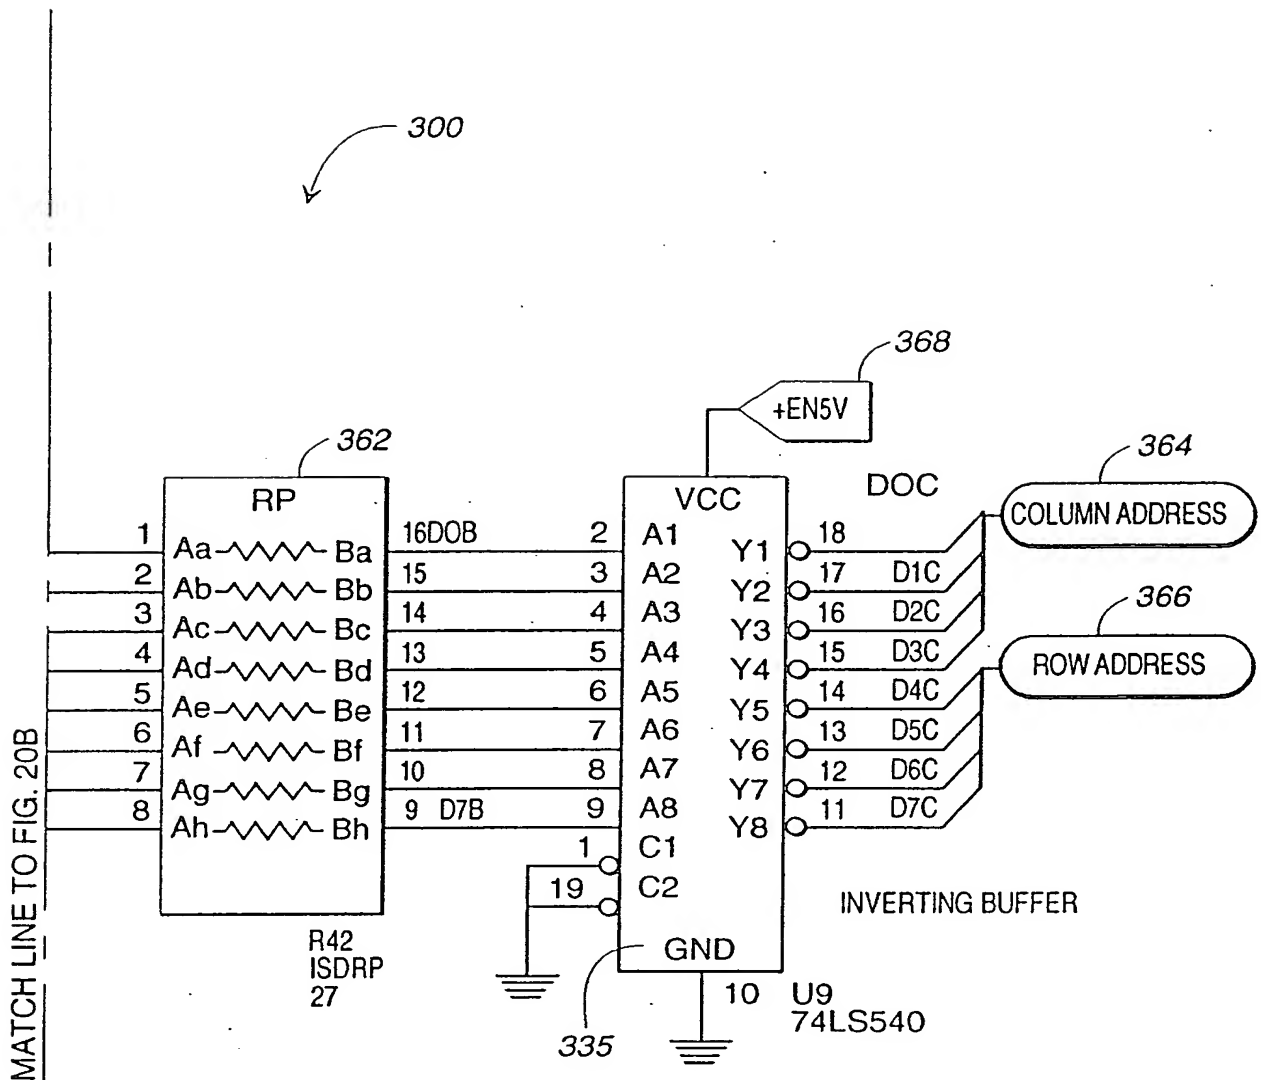 300
368
+EN5V
362
364
RP
VCC
DOC
COLUMN ADDRESS
1 Aa Ba 16DOB 2 A1 Y1 18
2 Ab Bb 15 3 A2 Y2 17 D1C
3 Ac Bc 14 4 A3 Y3 16 D2C
366
4 Ad Bd 13 5 A4 Y4 15 D3C
ROW ADDRESS
5 Ae Be 12 6 A5 Y5 14 D4C
6 Af Bf 11 7 A6 Y6 13 D5C
7 Ag Bg 10 8 A7 Y7 12 D6C
8 Ah Bh 9 D7B 9 A8 Y8 11 D7C
1 C1
19 C2
INVERTING BUFFER
R42
ISDRP
27
GND
10
U9
74LS540
335
MATCH LINE TO FIG. 20B